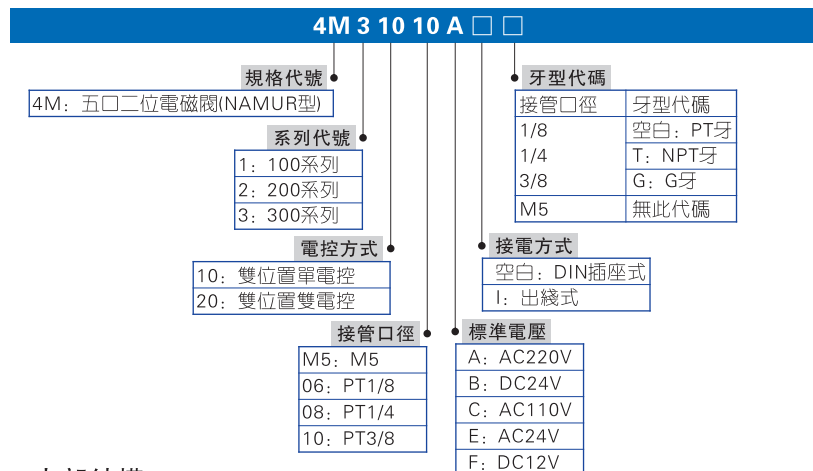 4M 3 10 10 A □ □
規格代號
4M：五口二位電磁閥(NAMUR型)
系列代號
1：100系列
2：200系列
3：300系列
電控方式
10：雙位置單電控
20：雙位置雙電控
接管口徑
M5：M5
06：PT1/8
08：PT1/4
10：PT3/8
標準電壓
A：AC220V
B：DC24V
C：AC110V
E：AC24V
F：DC12V
接電方式
空白：DIN插座式
I：出綫式
牙型代碼
接管口徑 牙型代碼
1/8 空白：PT牙
1/4 T：NPT牙
3/8 G：G牙
M5 無此代碼